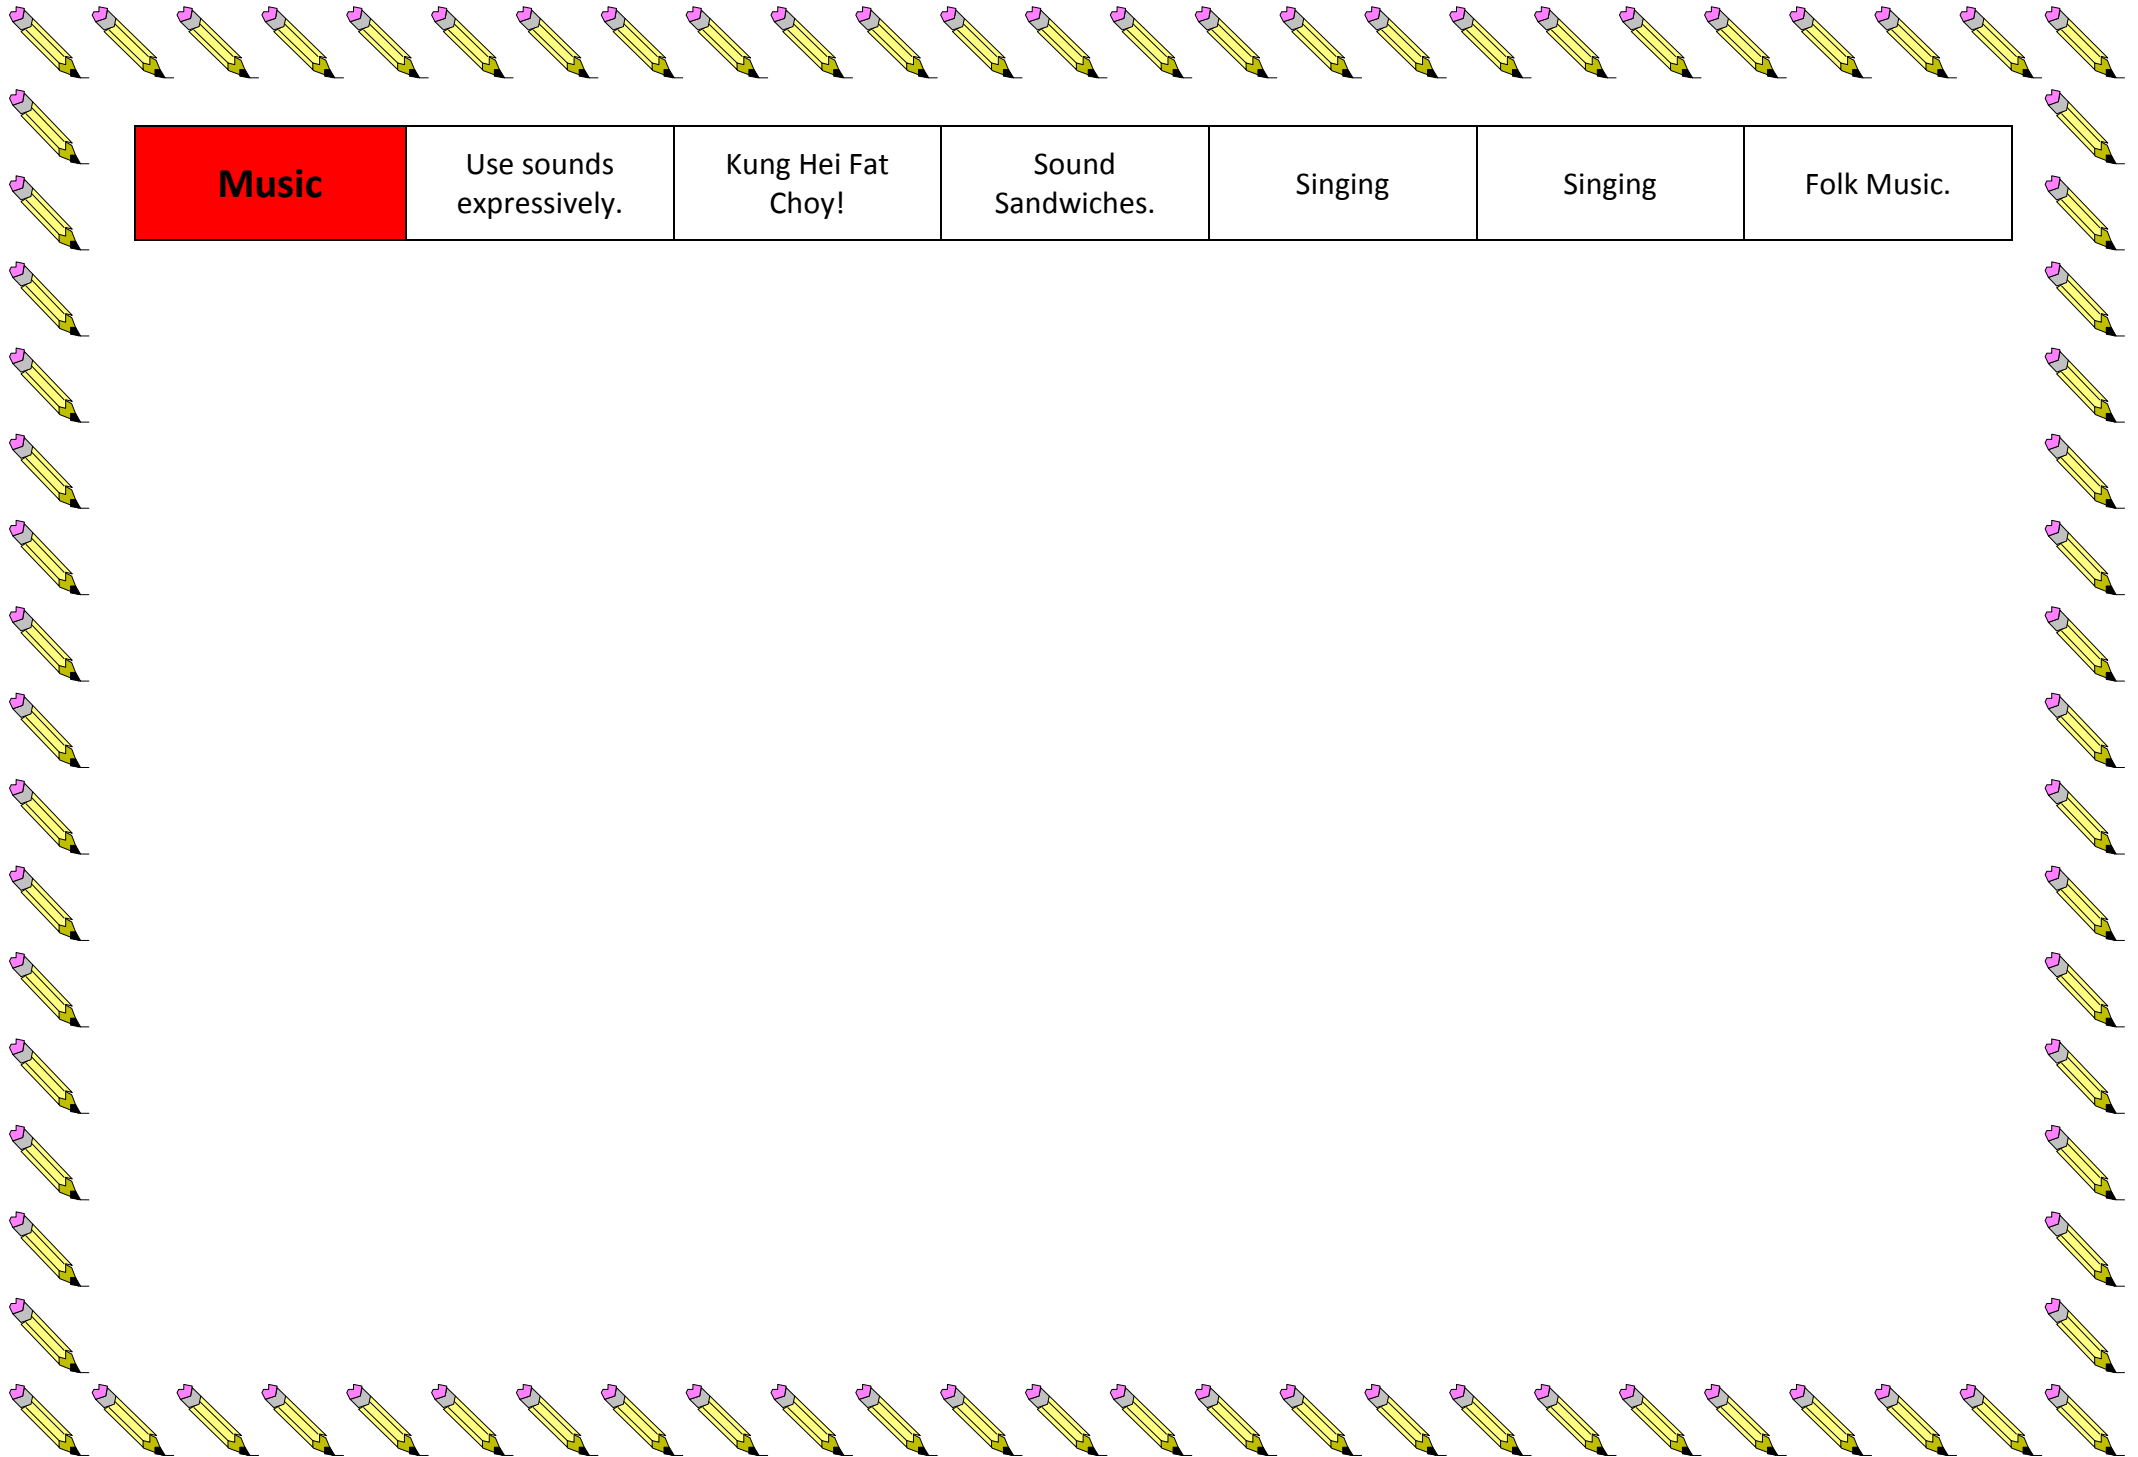 Music
Use sounds
expressively.
Kung Hei Fat
Choy!
Sound
Sandwiches.
Singing
Singing
Folk Music.